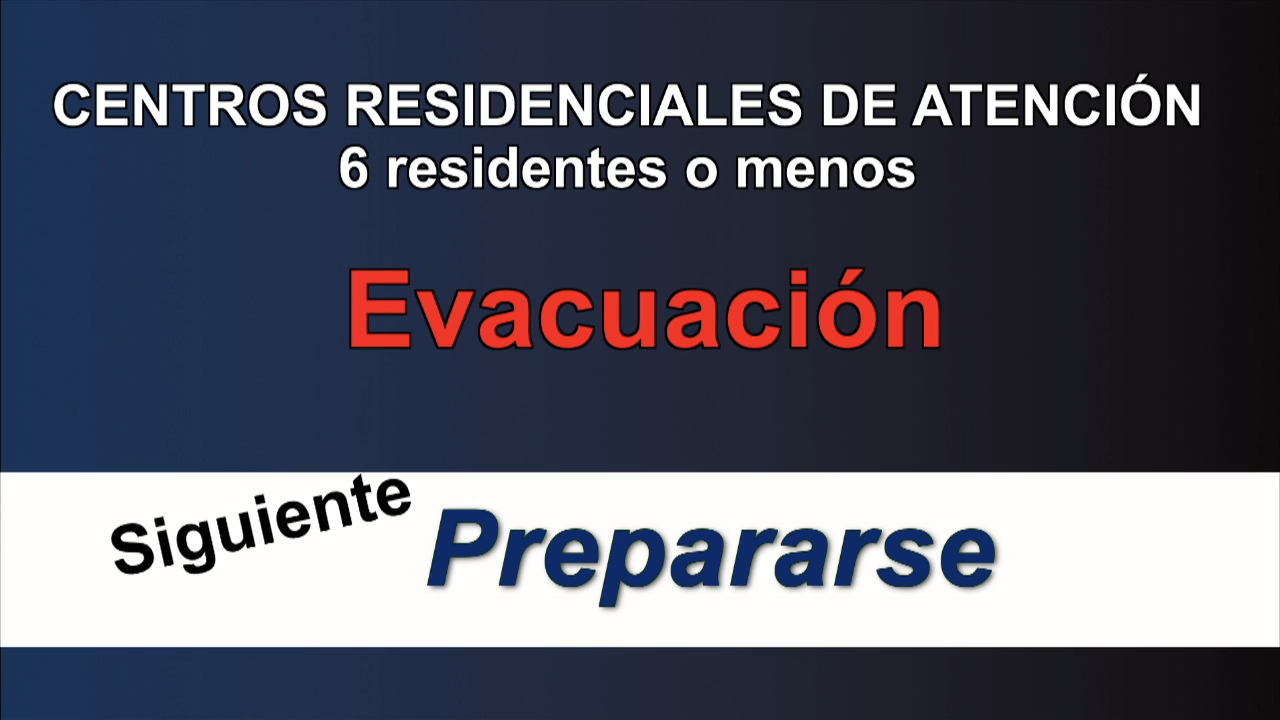 CENTROS RESIDENCIALES DE ATENCIÓN
6 residentes o menos
Evacuación
Siguiente
Prepararse